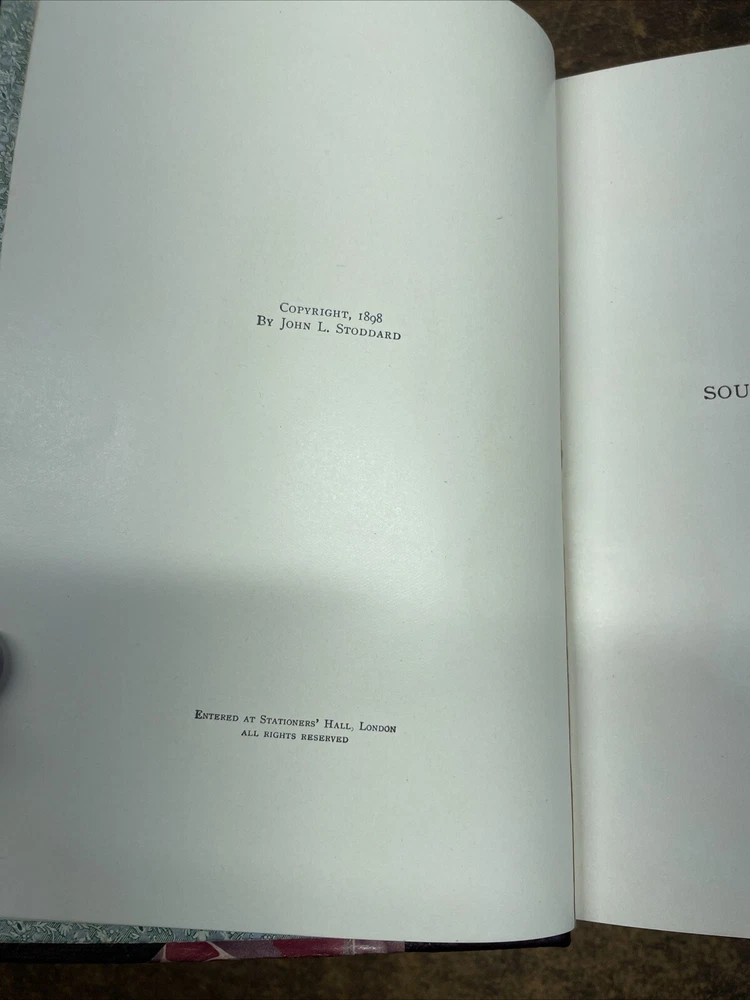 COPYRIGHT, 1898
BY JOHN L. STODDARD
ENTERED AT STATIONERS' HALL, LONDON
ALL RIGHTS RESERVED
SOU